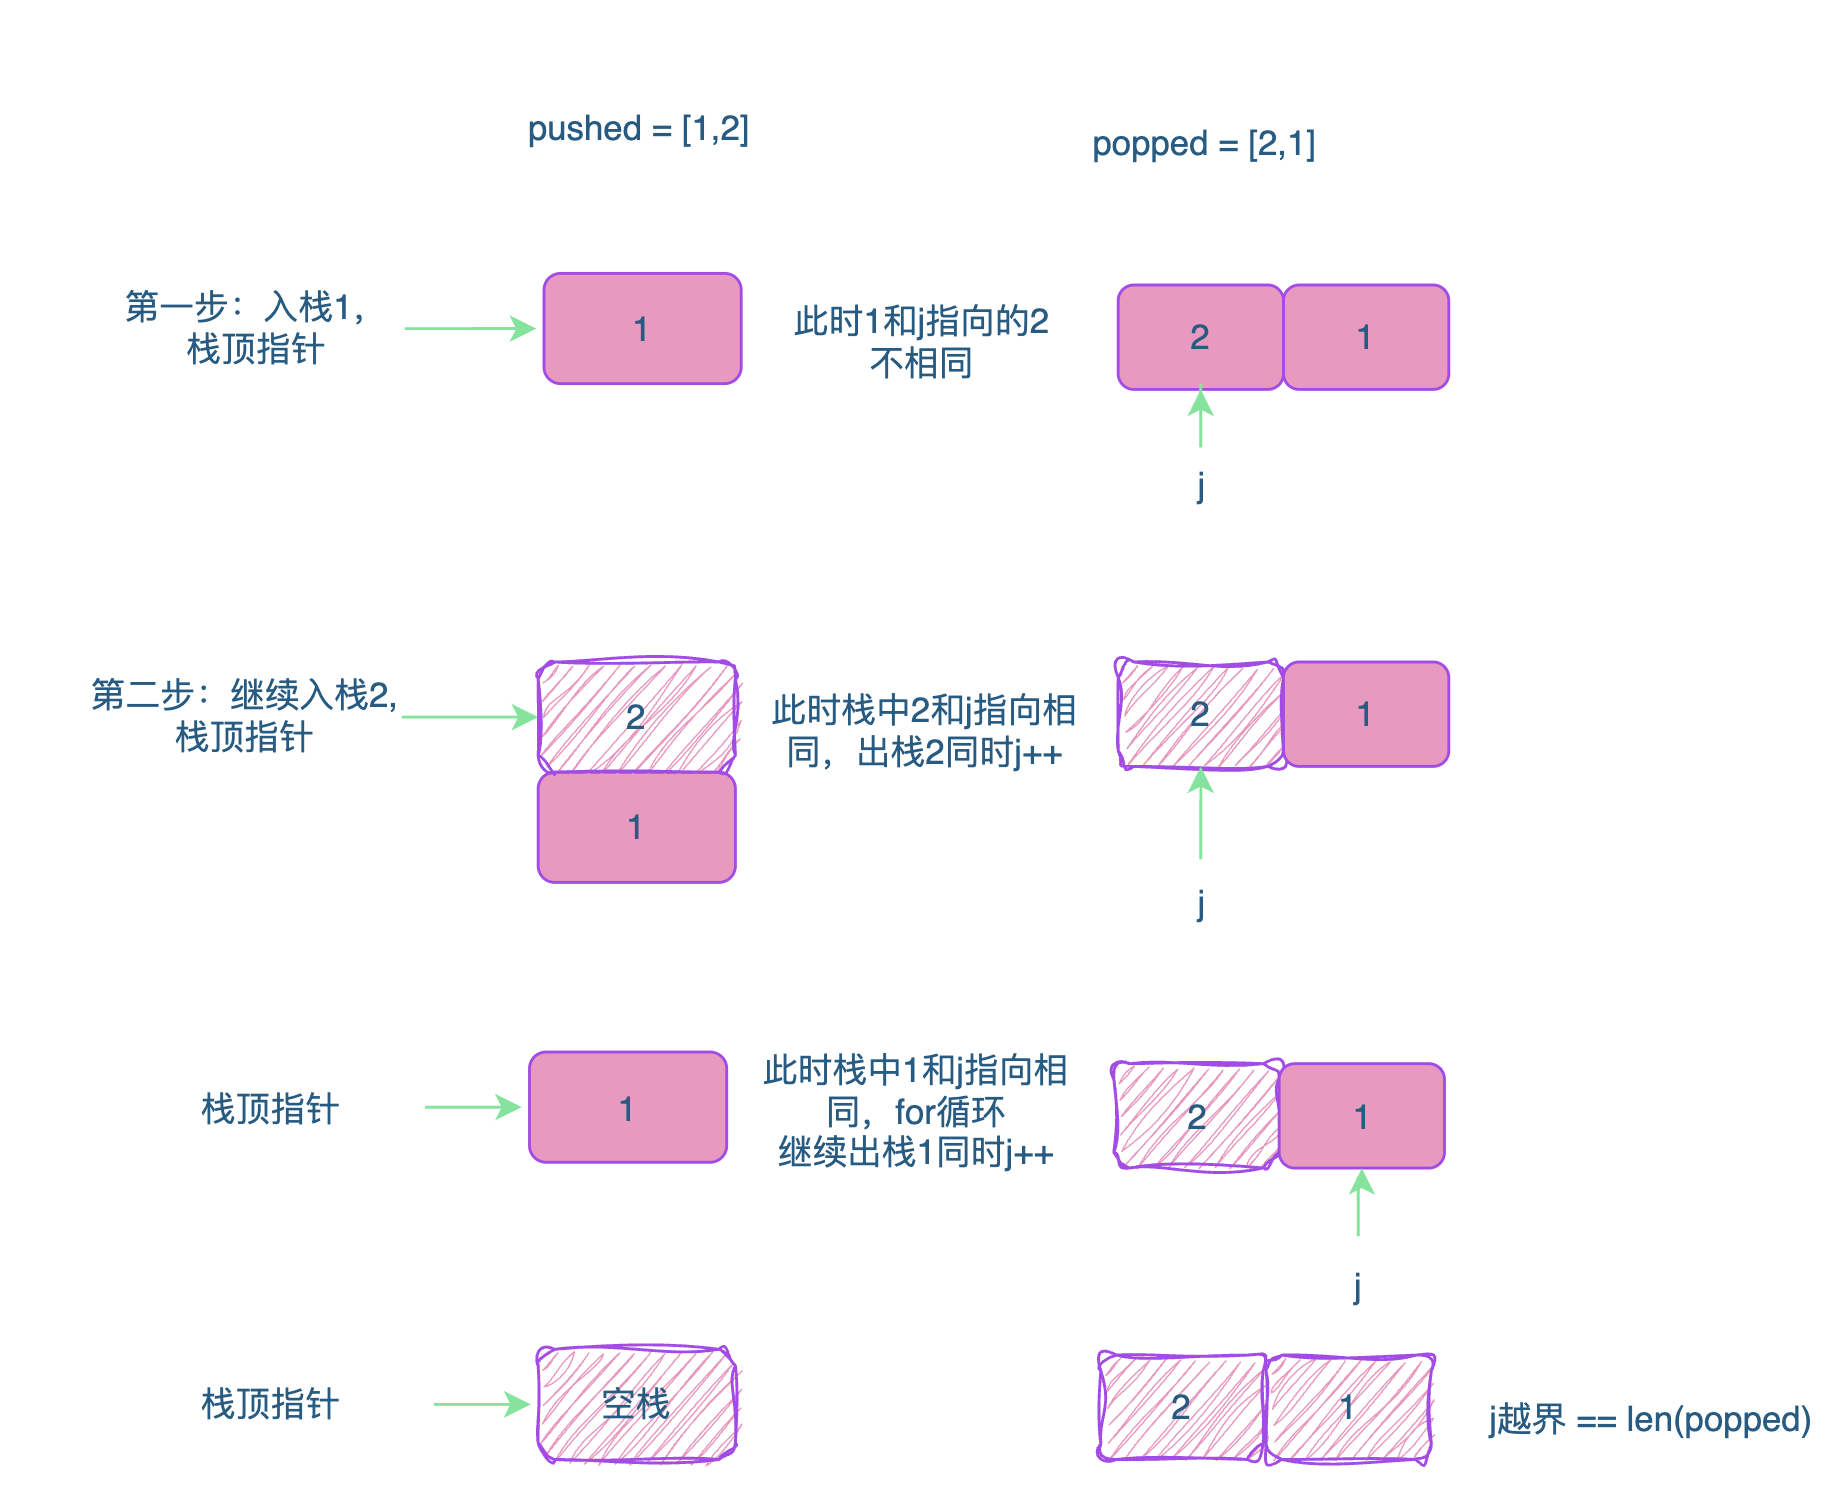 pushed = [1,2]
popped = [2,1]
第一步：入栈1，
栈顶指针
1
此时1和j指向的2
不相同
2
1
j
第二步：继续入栈2，
栈顶指针
2
1
此时栈中2和j指向相
同，出栈2同时j++
2
1
j
栈顶指针
1
此时栈中1和j指向相
同，for循环
继续出栈1同时j++
2
1
j
栈顶指针
空栈
2
1
j越界 == len(popped)